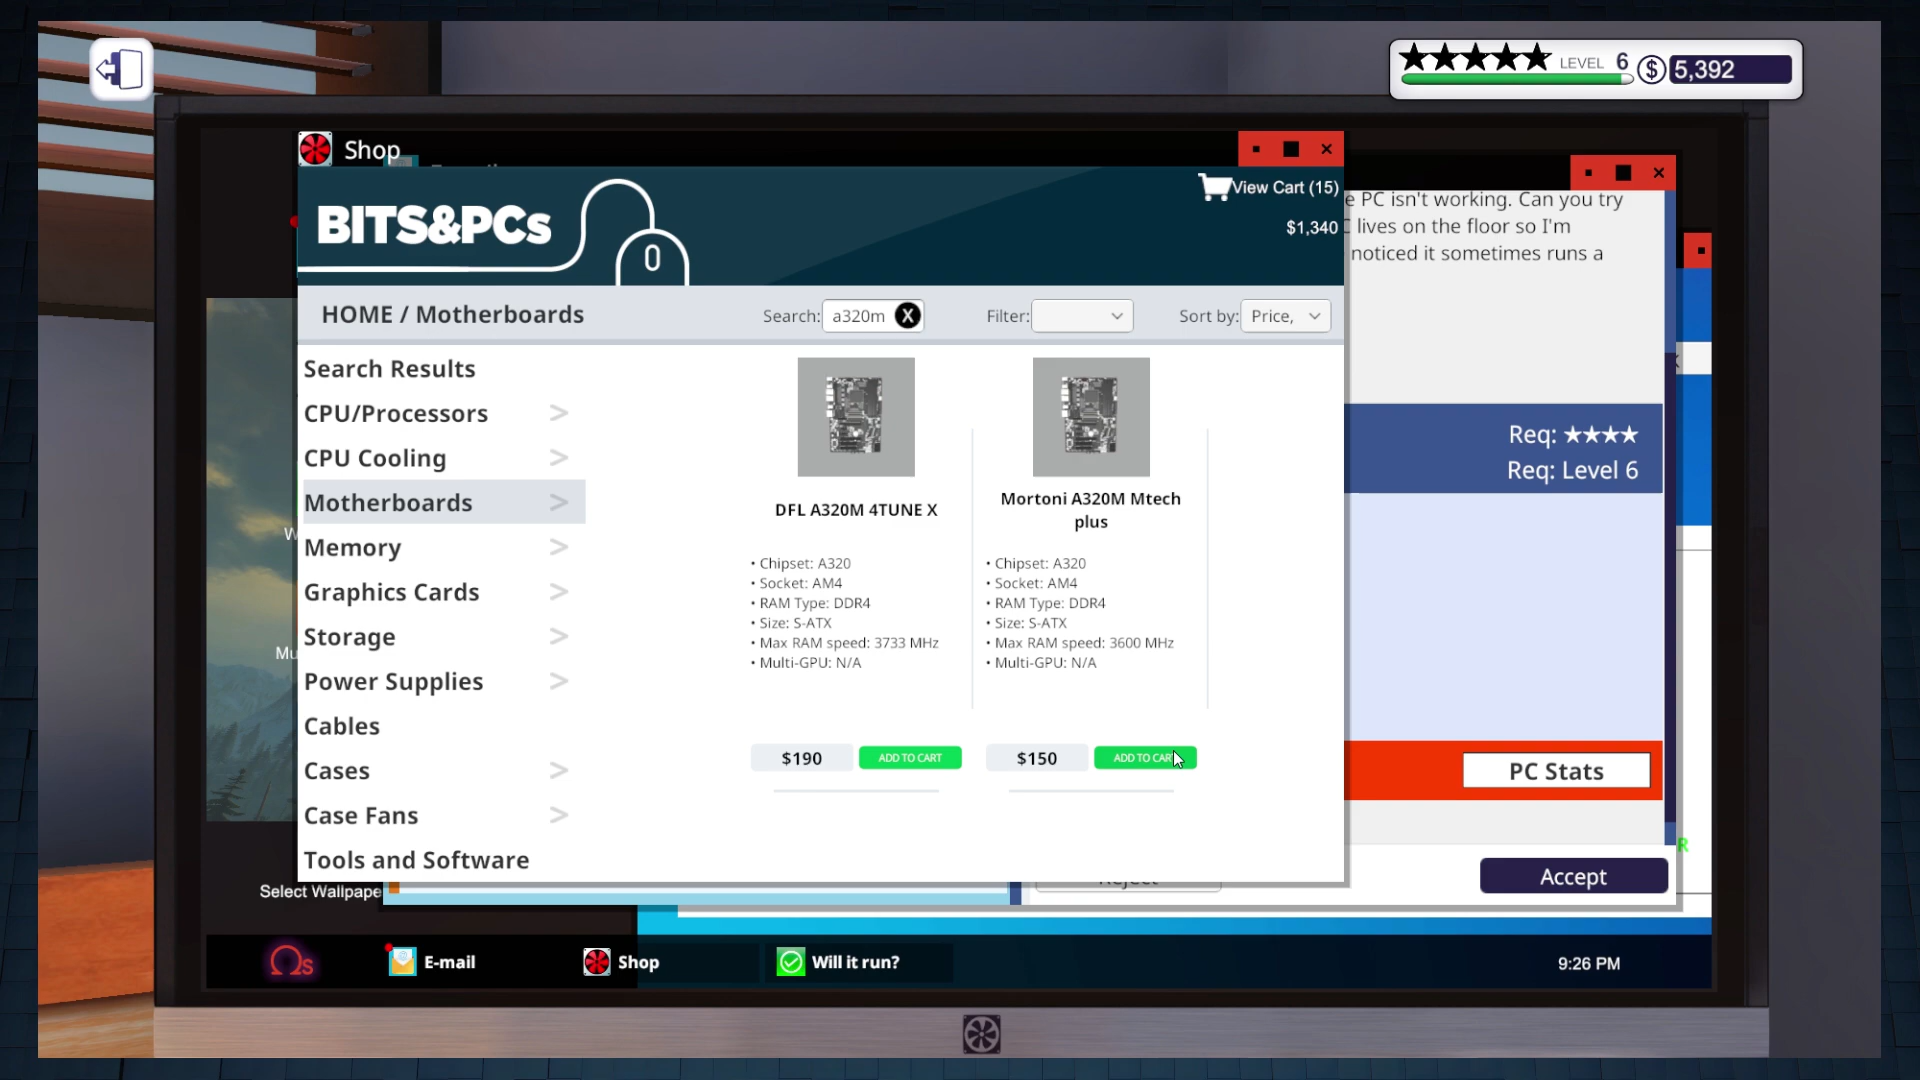 LEVEL 6 $ 5,392
Shop
View Cart (15)
BITS&PCs
$1,340
e PC isn't working. Can you try
lives on the floor so I'm
noticed it sometimes runs a
HOME / Motherboards
Search: a320m X
Filter:
Sort by: Price,
Search Results
CPU/Processors >
CPU Cooling >
Motherboards >
Memory >
Graphics Cards >
Storage >
Power Supplies >
Cables
Cases >
Case Fans >
Tools and Software
DFL A320M 4TUNE X
• Chipset: A320
• Socket: AM4
• RAM Type: DDR4
• Size: S-ATX
• Max RAM speed: 3733 MHz
• Multi-GPU: N/A
$190 ADD TO CART
Mortoni A320M Mtech
plus
• Chipset: A320
• Socket: AM4
• RAM Type: DDR4
• Size: S-ATX
• Max RAM speed: 3600 MHz
• Multi-GPU: N/A
$150 ADD TO CART
Req: ★★★★
Req: Level 6
PC Stats
Accept
Reject
W
Mu
R
Select Wallpape
Ωs
E-mail
Shop
Will it run?
9:26 PM